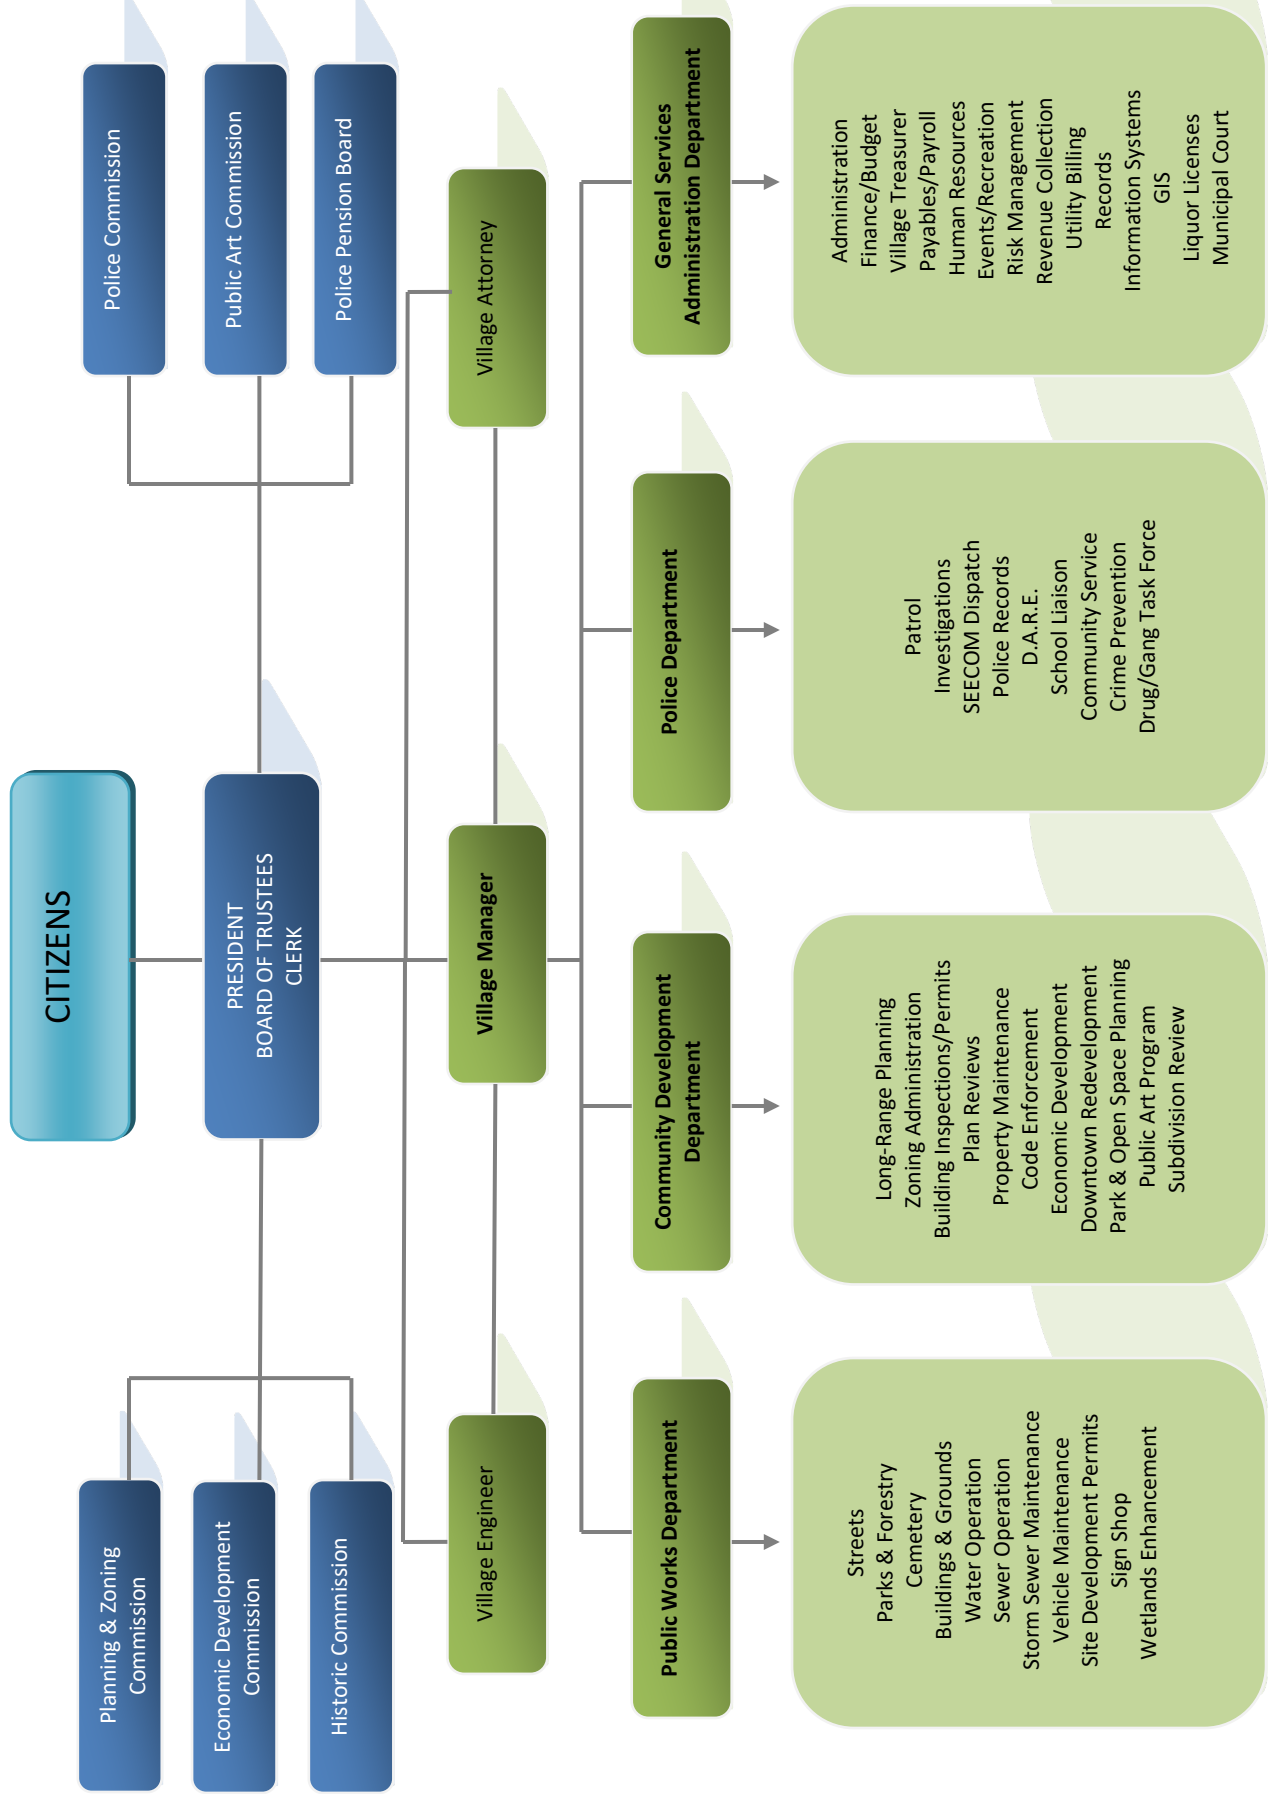 CITIZENS
PRESIDENT
BOARD OF TRUSTEES
CLERK
Planning & Zoning
Commission
Economic Development
Commission
Historic Commission
Police Commission
Public Art Commission
Police Pension Board
Village Engineer
Village Manager
Village Attorney
Public Works Department
Community Development
Department
Police Department
General Services
Administration Department
Streets
Parks & Forestry
Cemetery
Buildings & Grounds
Water Operation
Sewer Operation
Storm Sewer Maintenance
Vehicle Maintenance
Site Development Permits
Sign Shop
Wetlands Enhancement
Long-Range Planning
Zoning Administration
Building Inspections/Permits
Plan Reviews
Property Maintenance
Code Enforcement
Economic Development
Downtown Redevelopment
Park & Open Space Planning
Public Art Program
Subdivision Review
Patrol
Investigations
SEECOM Dispatch
Police Records
D.A.R.E.
School Liaison
Community Service
Crime Prevention
Drug/Gang Task Force
Administration
Finance/Budget
Village Treasurer
Payables/Payroll
Human Resources
Events/Recreation
Risk Management
Revenue Collection
Utility Billing
Records
Information Systems
GIS
Liquor Licenses
Municipal Court